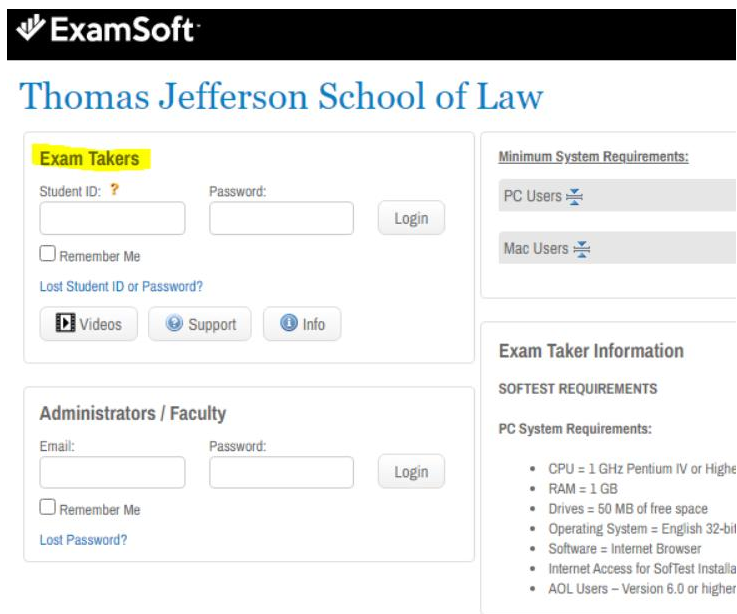 ExamSoft
Thomas Jefferson School of Law
Exam Takers
Student ID: ?
Password:
Login
Remember Me
Lost Student ID or Password?
Videos
Support
Info
Administrators / Faculty
Email:
Password:
Login
Remember Me
Lost Password?
Minimum System Requirements:
PC Users
Mac Users
Exam Taker Information
SOFTEST REQUIREMENTS
PC System Requirements:
CPU = 1 GHz Pentium IV or Highe
RAM = 1 GB
Drives = 50 MB of free space
Operating System = English 32-bit
Software = Internet Browser
Internet Access for SofTest Installa
AOL Users – Version 6.0 or higher